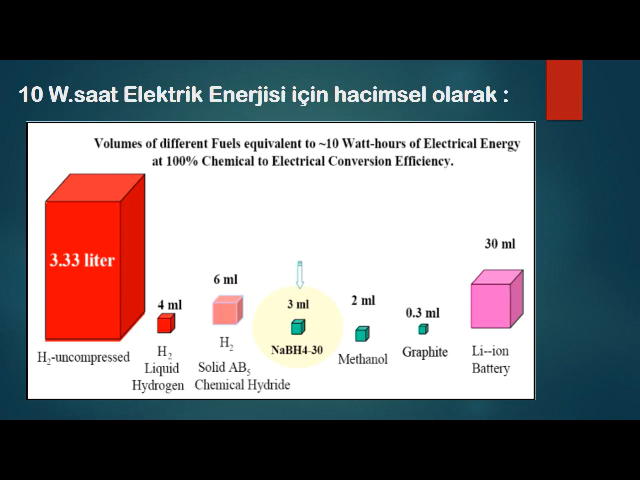 10 W.saat Elektrik Enerjisi için hacimsel olarak :
Volumes of different Fuels equivalent to ~10 Watt-hours of Electrical Energy
at 100% Chemical to Electrical Conversion Efficiency.
3.33 liter
H₂-uncompressed
4 ml
H₂
Liquid
Hydrogen
6 ml
H₂
Solid AB₅
Chemical Hydride
3 ml
NaBH4-30
2 ml
Methanol
0.3 ml
Graphite
30 ml
Li--ion
Battery